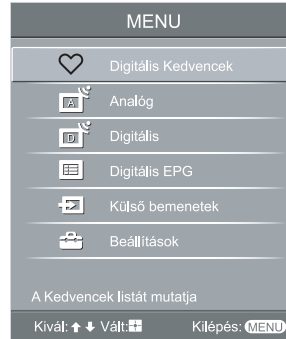 MENU
Digitális Kedvencek
A Analóg
D Digitális
Digitális EPG
Külső bemenetek
Beállítások
A Kedvencek listát mutatja
Kivál: Vált: Kilépés: MENU